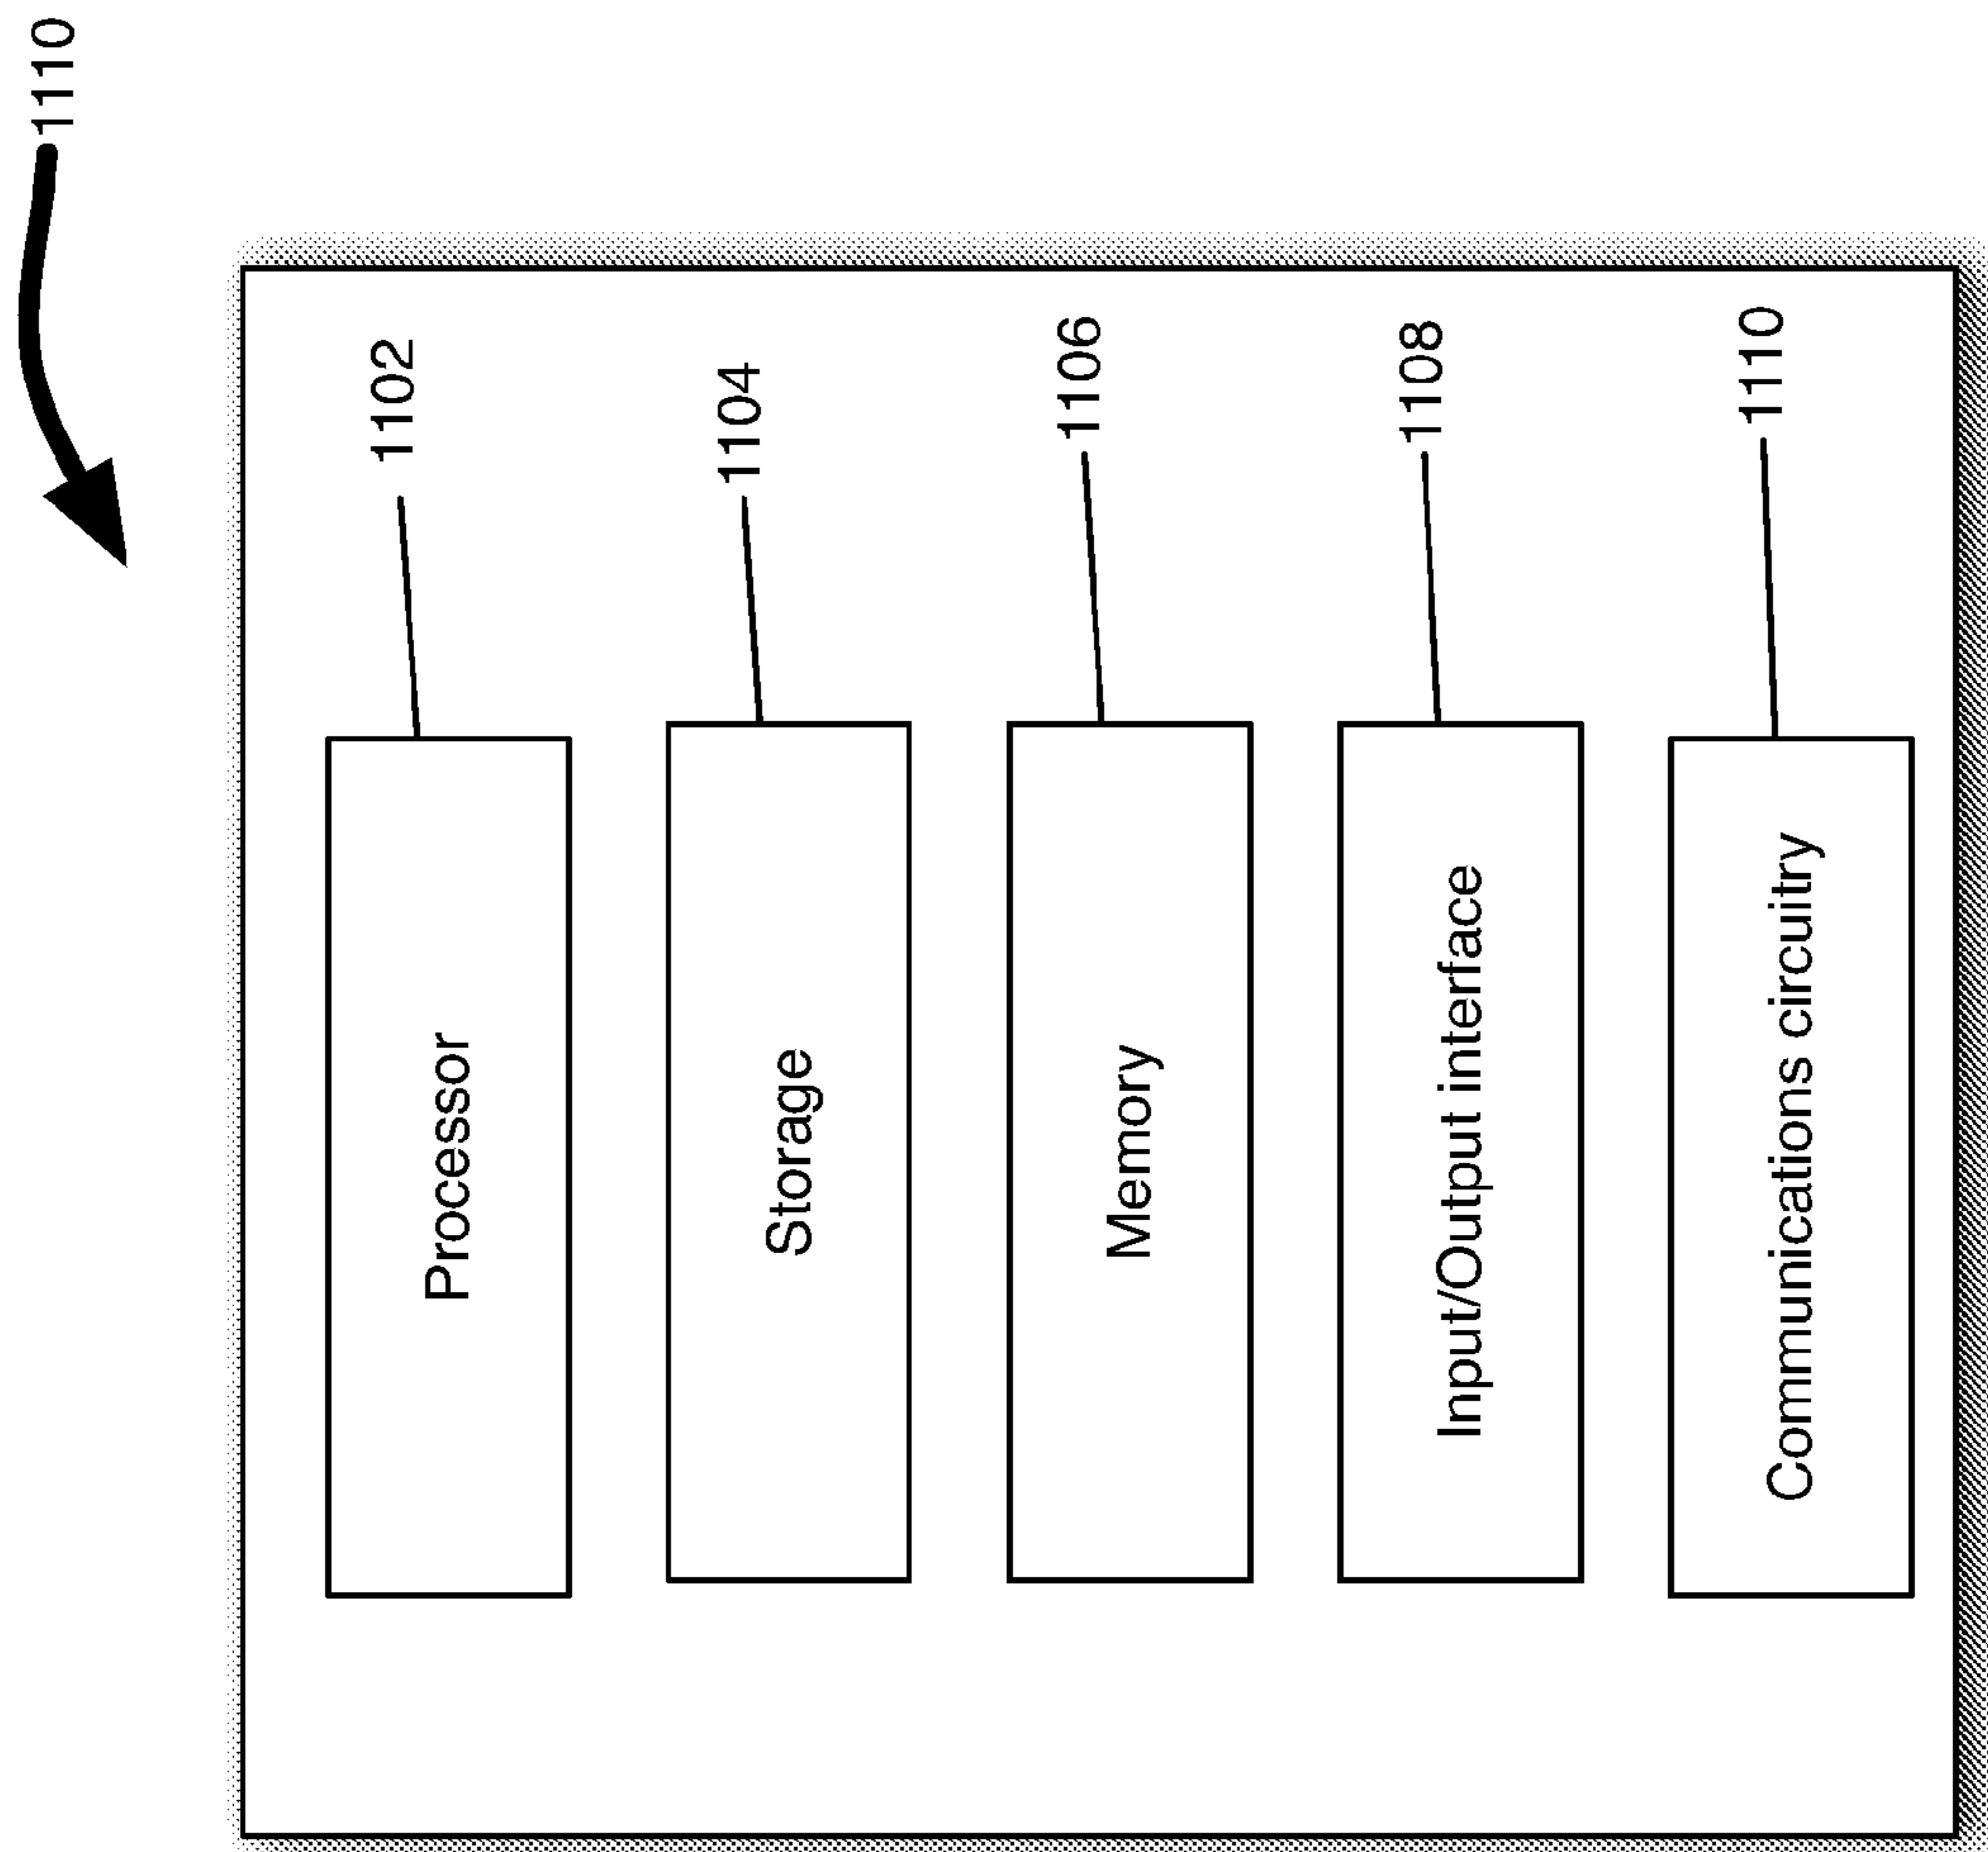 1110
Processor
1102
Storage
1104
Memory
1106
Input/Output interface
1108
Communications circuitry
1110